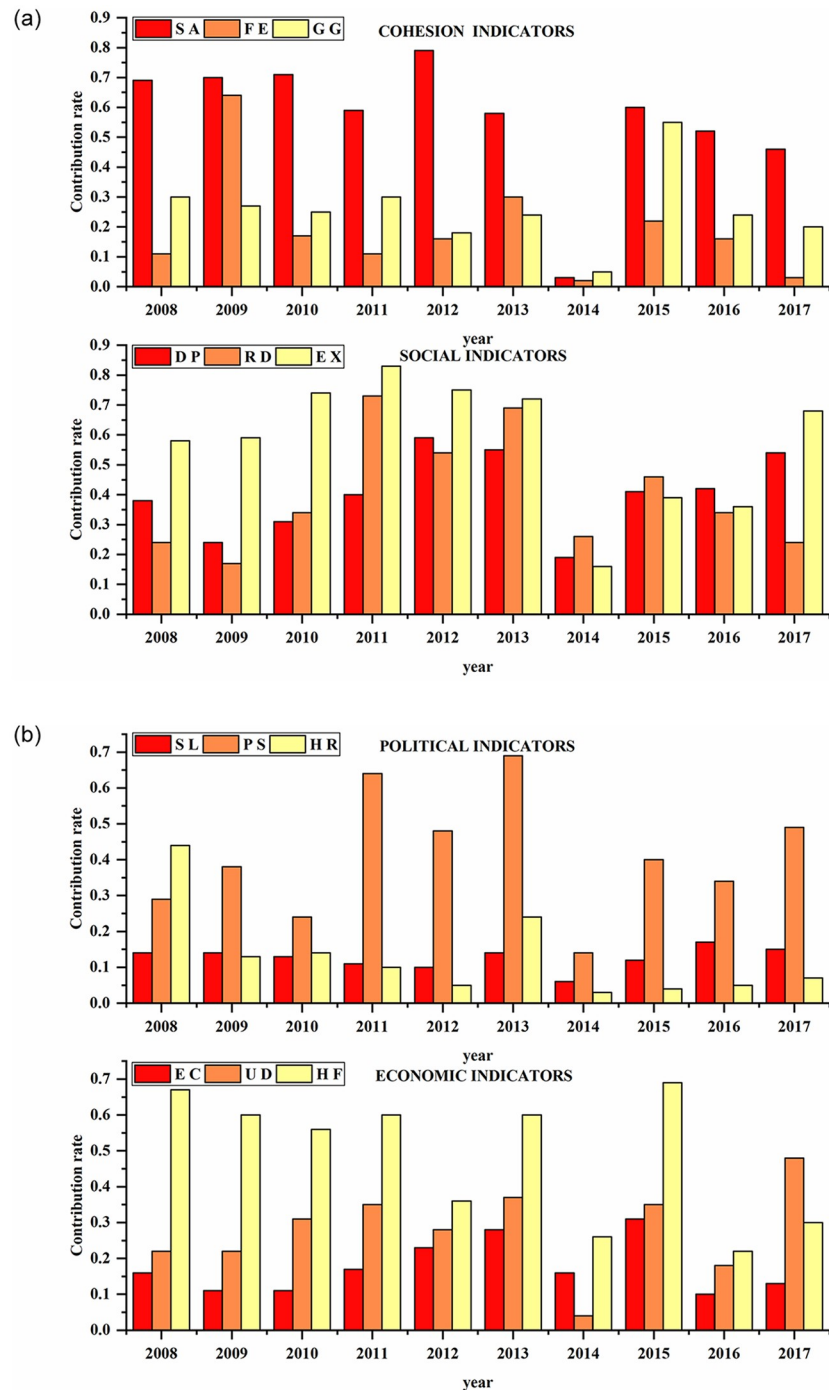 (a)
S A F E G G COHESION INDICATORS
Contribution rate
0.9
0.8
0.7
0.6
0.5
0.4
0.3
0.2
0.1
0.0
2008 2009 2010 2011 2012 2013 2014 2015 2016 2017
year
D P R D E X SOCIAL INDICATORS
Contribution rate
0.9
0.8
0.7
0.6
0.5
0.4
0.3
0.2
0.1
0.0
2008 2009 2010 2011 2012 2013 2014 2015 2016 2017
year
(b)
S L P S H R POLITICAL INDICATORS
Contribution rate
0.7
0.6
0.5
0.4
0.3
0.2
0.1
0.0
2008 2009 2010 2011 2012 2013 2014 2015 2016 2017
year
E C U D H F ECONOMIC INDICATORS
Contribution rate
0.7
0.6
0.5
0.4
0.3
0.2
0.1
0.0
2008 2009 2010 2011 2012 2013 2014 2015 2016 2017
year